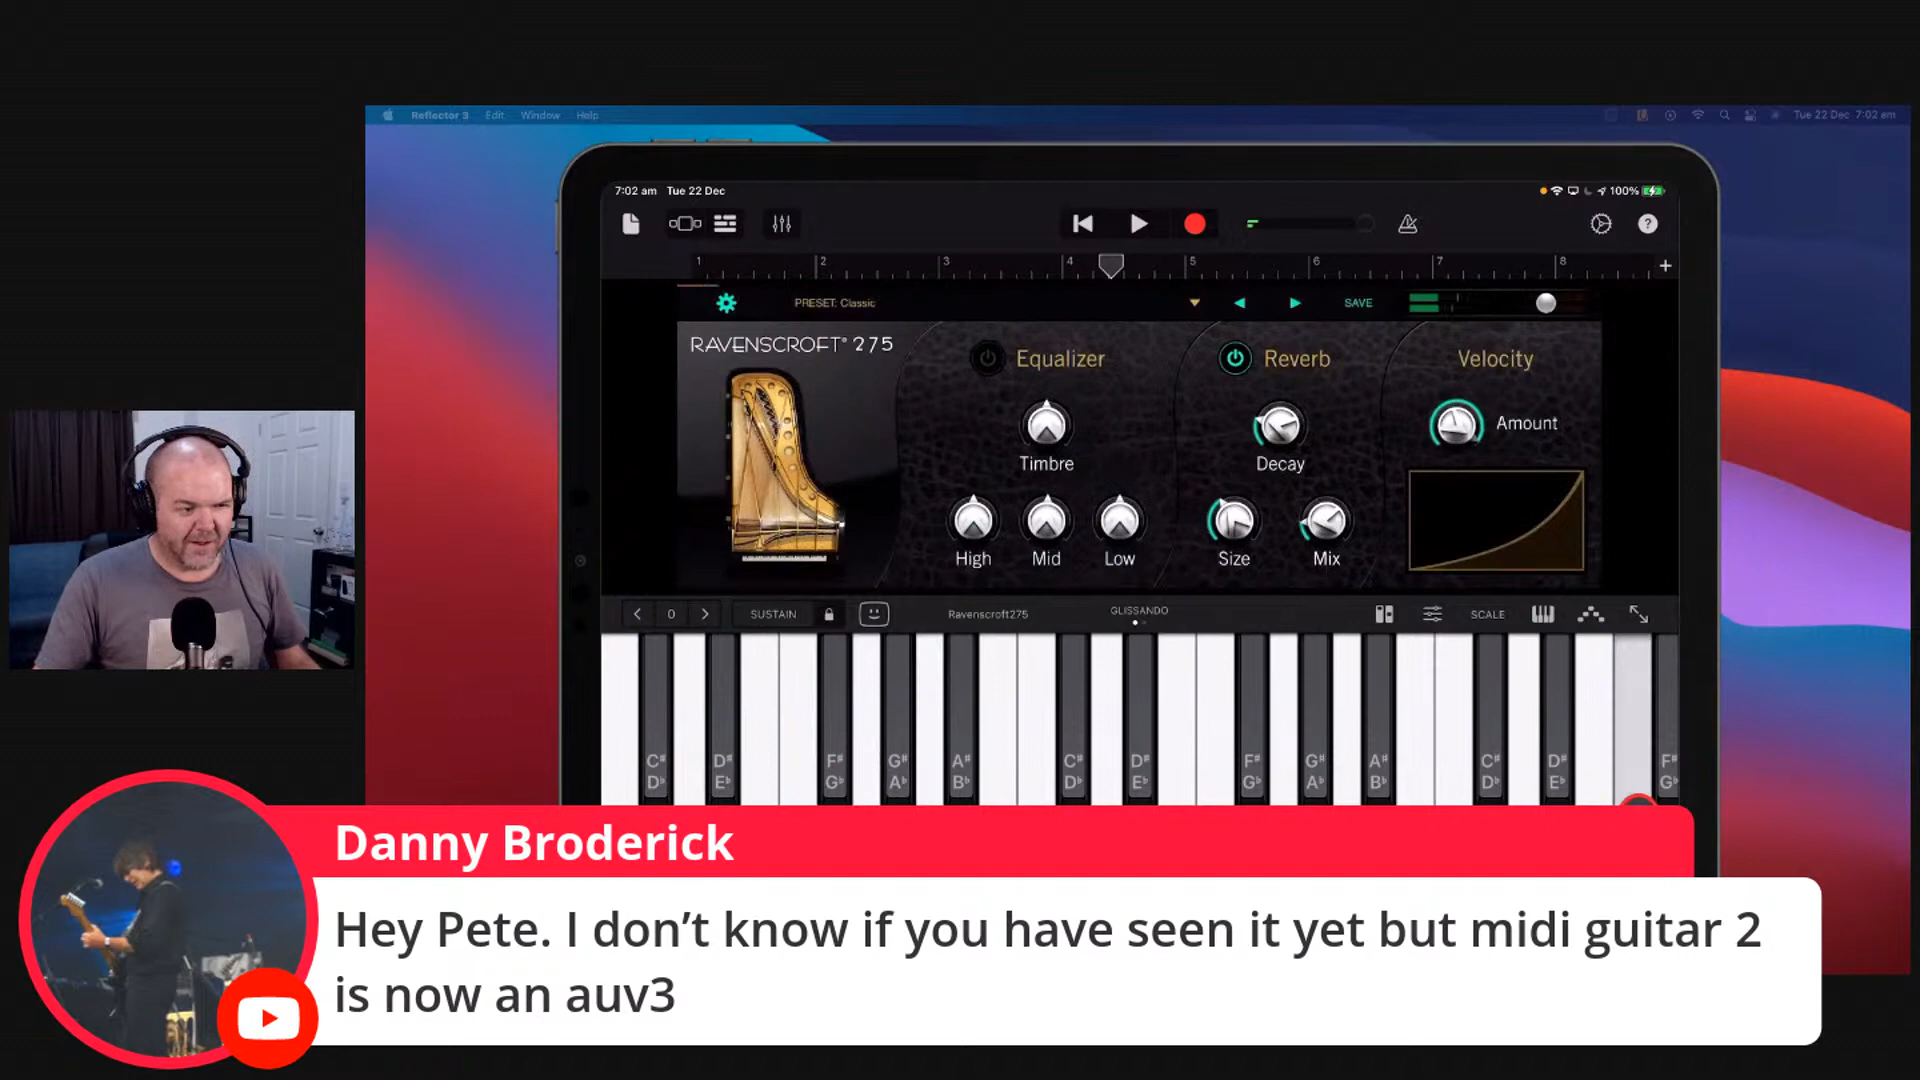 Reflector 3 Edit Window Help
Tue 22 Dec 7:02 am
7:02 am Tue 22 Dec
100%
1 2 3 4 5 6 7 8
PRESET: Classic
SAVE
RAVENSCROFT® 275
Equalizer
Reverb
Velocity
Timbre
Decay
Amount
High
Mid
Low
Size
Mix
0
SUSTAIN
Ravenscroft275
GLISSANDO
SCALE
C# D# F# G# A# C# D# F# G# A# C# D# F#
D♭ E♭ G♭ A♭ B♭ D♭ E♭ G♭ A♭ B♭ D♭ E♭ G♭
Danny Broderick
Hey Pete. I don’t know if you have seen it yet but midi guitar 2
is now an auv3